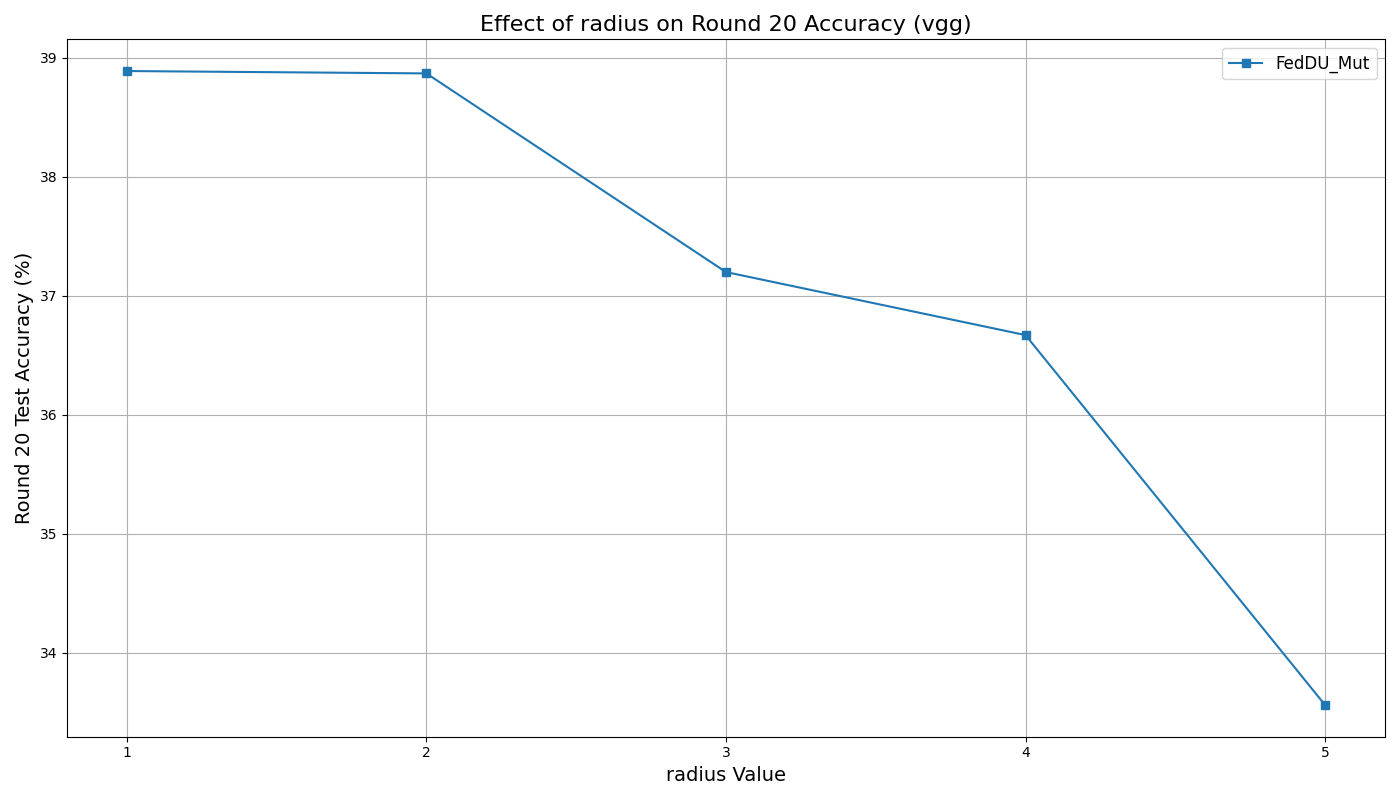 Effect of radius on Round 20 Accuracy (vgg)
FedDU_Mut
Round 20 Test Accuracy (%)
39
38
37
36
35
34
1 2 3 4 5
radius Value